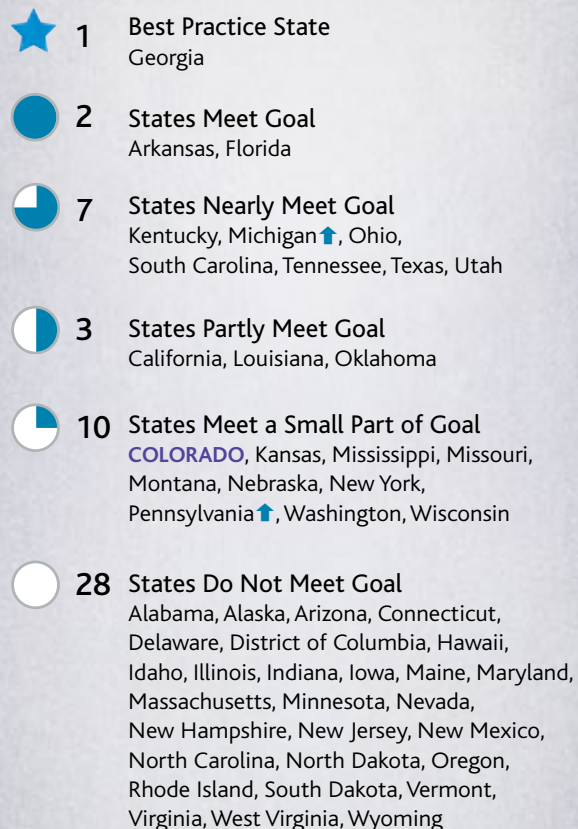 1 Best Practice State
Georgia
2 States Meet Goal
Arkansas, Florida
7 States Nearly Meet Goal
Kentucky, Michigan⬆, Ohio,
South Carolina, Tennessee, Texas, Utah
3 States Partly Meet Goal
California, Louisiana, Oklahoma
10 States Meet a Small Part of Goal
COLORADO, Kansas, Mississippi, Missouri,
Montana, Nebraska, New York,
Pennsylvania⬆, Washington, Wisconsin
28 States Do Not Meet Goal
Alabama, Alaska, Arizona, Connecticut,
Delaware, District of Columbia, Hawaii,
Idaho, Illinois, Indiana, Iowa, Maine, Maryland,
Massachusetts, Minnesota, Nevada,
New Hampshire, New Jersey, New Mexico,
North Carolina, North Dakota, Oregon,
Rhode Island, South Dakota, Vermont,
Virginia, West Virginia, Wyoming